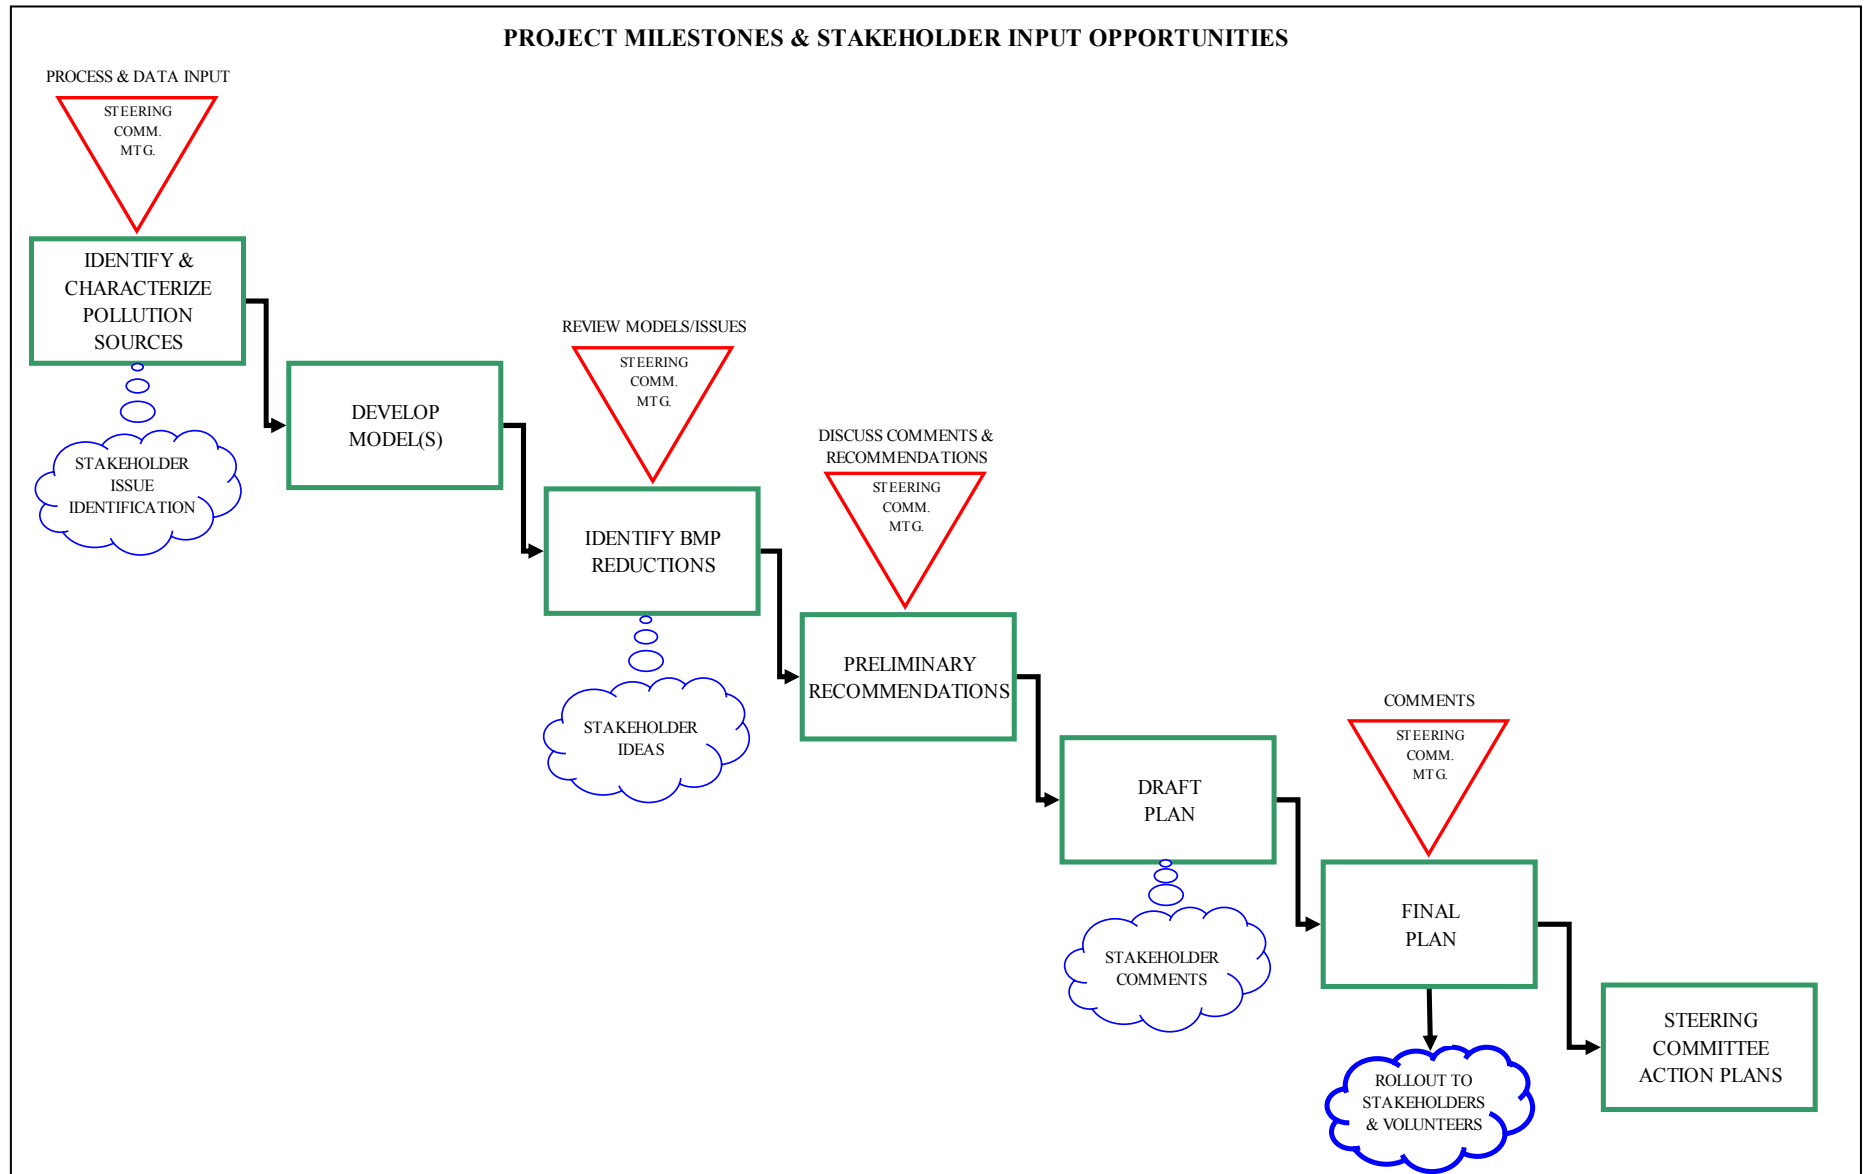 PROJECT MILESTONES & STAKEHOLDER INPUT OPPORTUNITIES
PROCESS & DATA INPUT
STEERING
COMM.
MTG.
IDENTIFY &
CHARACTERIZE
POLLUTION
SOURCES
STAKEHOLDER
ISSUE
IDENTIFICATION
DEVELOP
MODEL(S)
REVIEW MODELS/ISSUES
STEERING
COMM.
MTG.
IDENTIFY BMP
REDUCTIONS
STAKEHOLDER
IDEAS
DISCUSS COMMENTS &
RECOMMENDATIONS
STEERING
COMM.
MTG.
PRELIMINARY
RECOMMENDATIONS
DRAFT
PLAN
STAKEHOLDER
COMMENTS
COMMENTS
STEERING
COMM.
MTG.
FINAL
PLAN
ROLLOUT TO
STAKEHOLDERS
& VOLUNTEERS
STEERING
COMMITTEE
ACTION PLANS